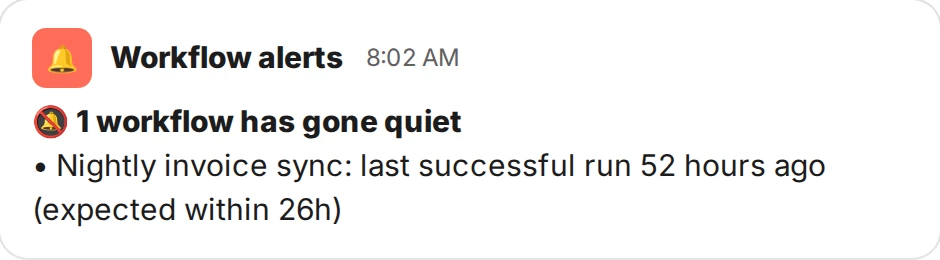 Workflow alerts 8:02 AM
1 workflow has gone quiet
• Nightly invoice sync: last successful run 52 hours ago
(expected within 26h)